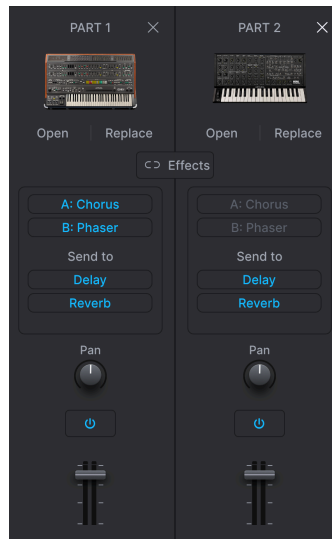 PART 1
PART 2
Open
Replace
Open
Replace
Effects
A: Chorus
B: Phaser
Send to
Delay
Reverb
Pan
A: Chorus
B: Phaser
Send to
Delay
Reverb
Pan